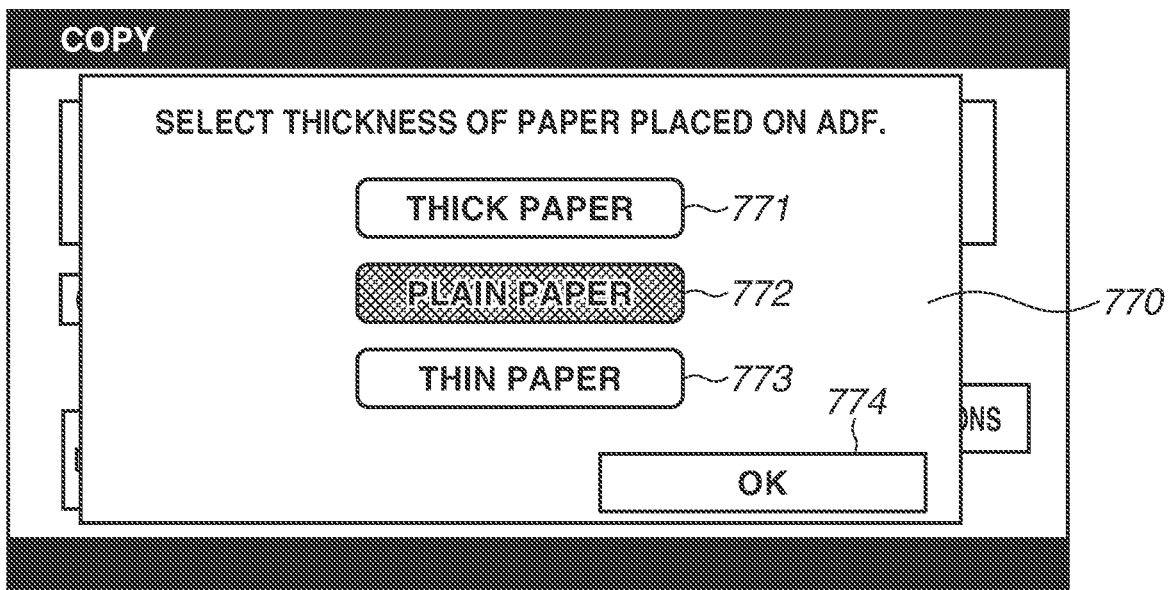 COPY
SELECT THICKNESS OF PAPER PLACED ON ADF.
THICK PAPER 771
PLAIN PAPER 772
770
THIN PAPER 773
774
ONS
OK